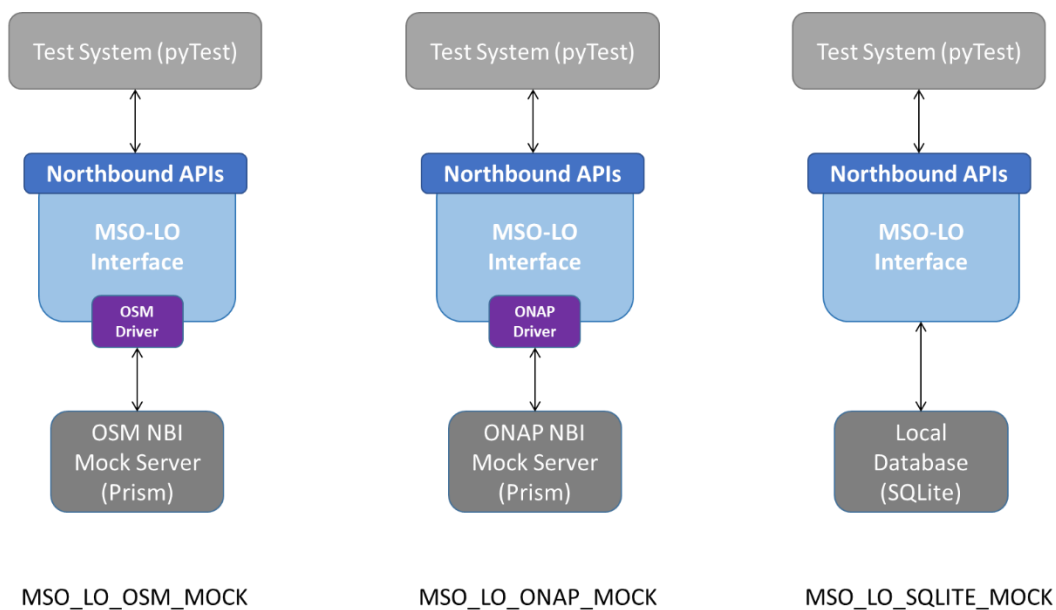 Test System (pyTest)
Northbound APIs
MSO-LO
Interface
OSM
Driver
OSM NBI
Mock Server
(Prism)
MSO_LO_OSM_MOCK
Test System (pyTest)
Northbound APIs
MSO-LO
Interface
ONAP
Driver
ONAP NBI
Mock Server
(Prism)
MSO_LO_ONAP_MOCK
Test System (pyTest)
Northbound APIs
MSO-LO
Interface
Local
Database
(SQLite)
MSO_LO_SQLITE_MOCK